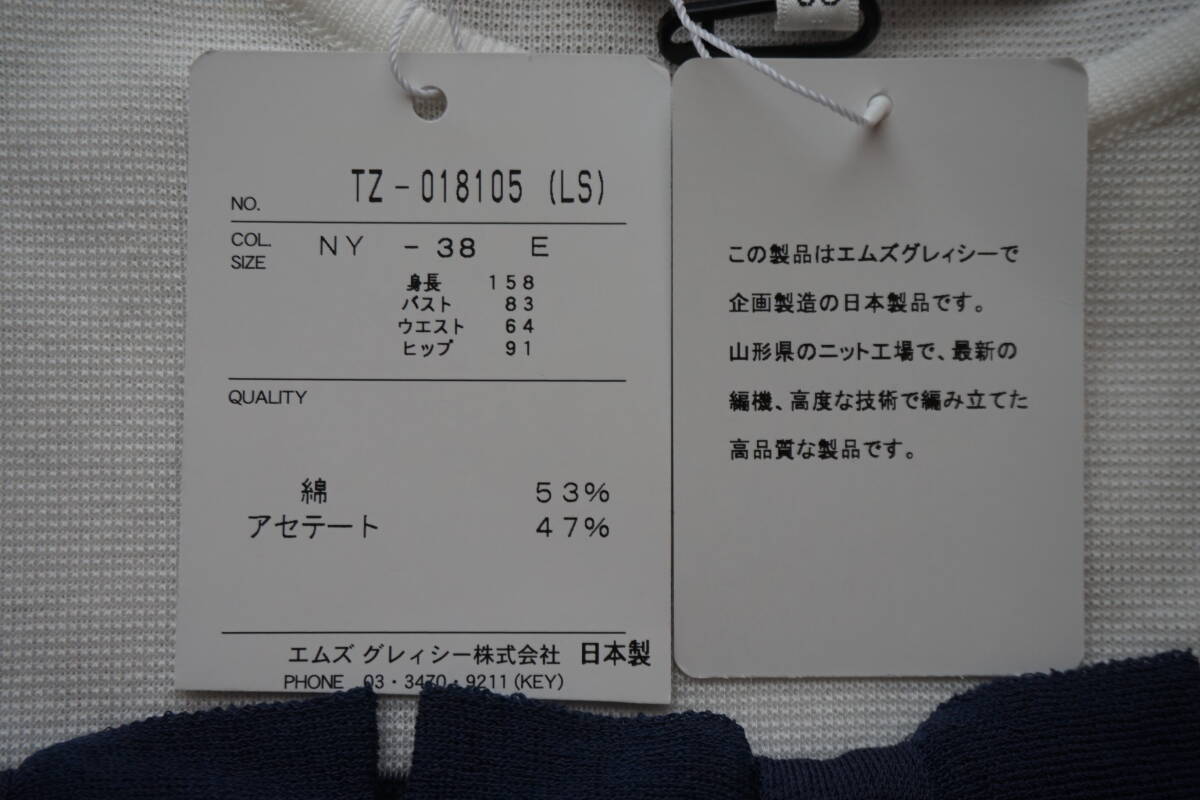 NO. TZ-018105 (LS)
COL. NY -38 E
SIZE
身長 158
バスト 83
ウエスト 64
ヒップ 91
QUALITY
綿 53%
アセテート 47%
エムズ グレィシー株式会社 日本製
PHONE 03・3470・9211(KEY)
この製品はエムズグレィシーで
企画製造の日本製品です。
山形県のニット工場で、最新の
編機、高度な技術で編み立てた
高品質な製品です。